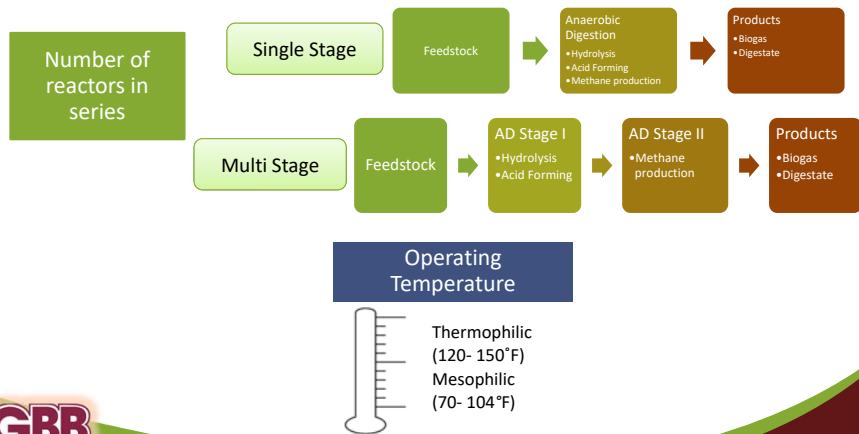 Number of
reactors in
series
Single Stage
Feedstock
Anaerobic
Digestion
•Hydrolysis
•Acid Forming
•Methane production
Products
•Biogas
•Digestate
Multi Stage
Feedstock
AD Stage I
•Hydrolysis
•Acid Forming
AD Stage II
•Methane
production
Products
•Biogas
•Digestate
Operating
Temperature
Thermophilic
(120- 150˚F)
Mesophilic
(70- 104°F)
GBB